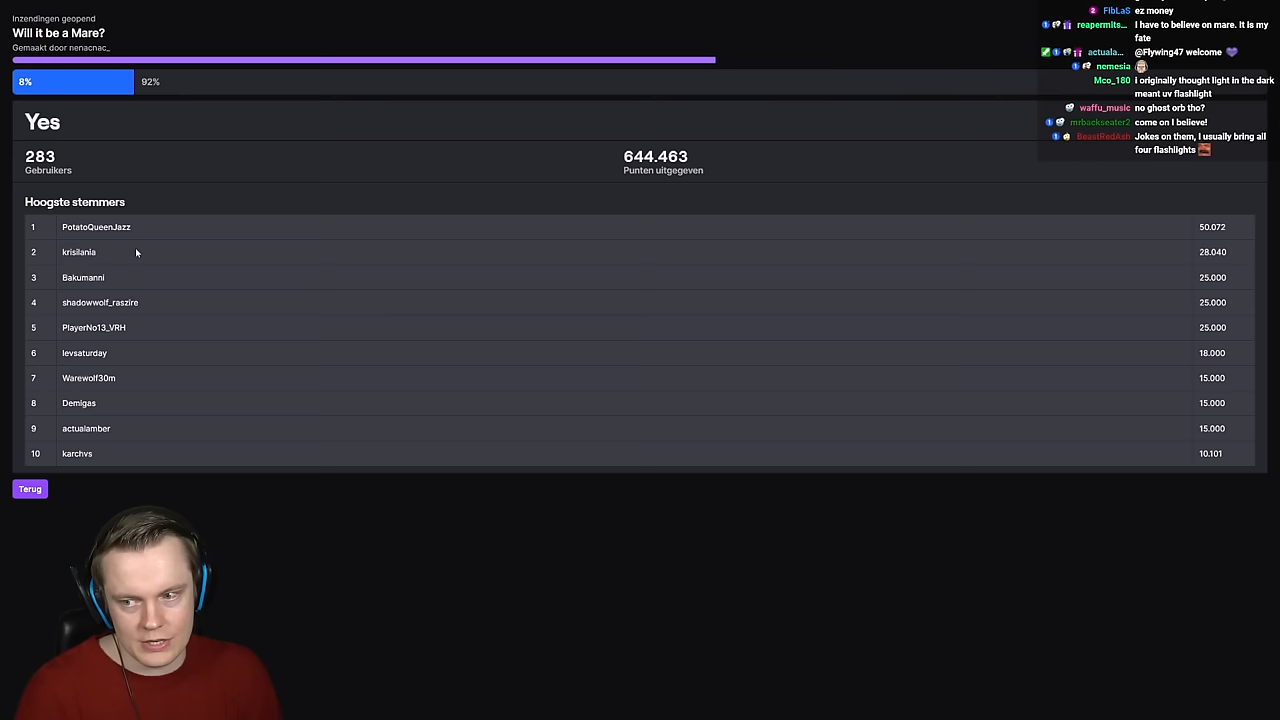 Inzendingen geopend
Will it be a Mare?
Gemaakt door nenacnac_
8%
92%
Yes
283
Gebruikers
644.463
Punten uitgegeven
Hoogste stemmers
1 PotatoQueenJazz 50.072
2 krisilania 28.040
3 Bakumanni 25.000
4 shadowwolf_raszire 25.000
5 PlayerNo13_VRH 25.000
6 levsaturday 18.000
7 Warewolf30m 15.000
8 Demigas 15.000
9 actualamber 15.000
10 karchvs 10.101
Terug
FlbLaS ez money
reapermits... I have to believe on mare. It is my
fate
actuala... @Flywing47 welcome
nemesia
Mco_180 i originally thought light in the dark
meant uv flashlight
waffu_music no ghost orb tho?
mrbackseater2 come on I believe!
BeastRedAsh Jokes on them, I usually bring all
four flashlights